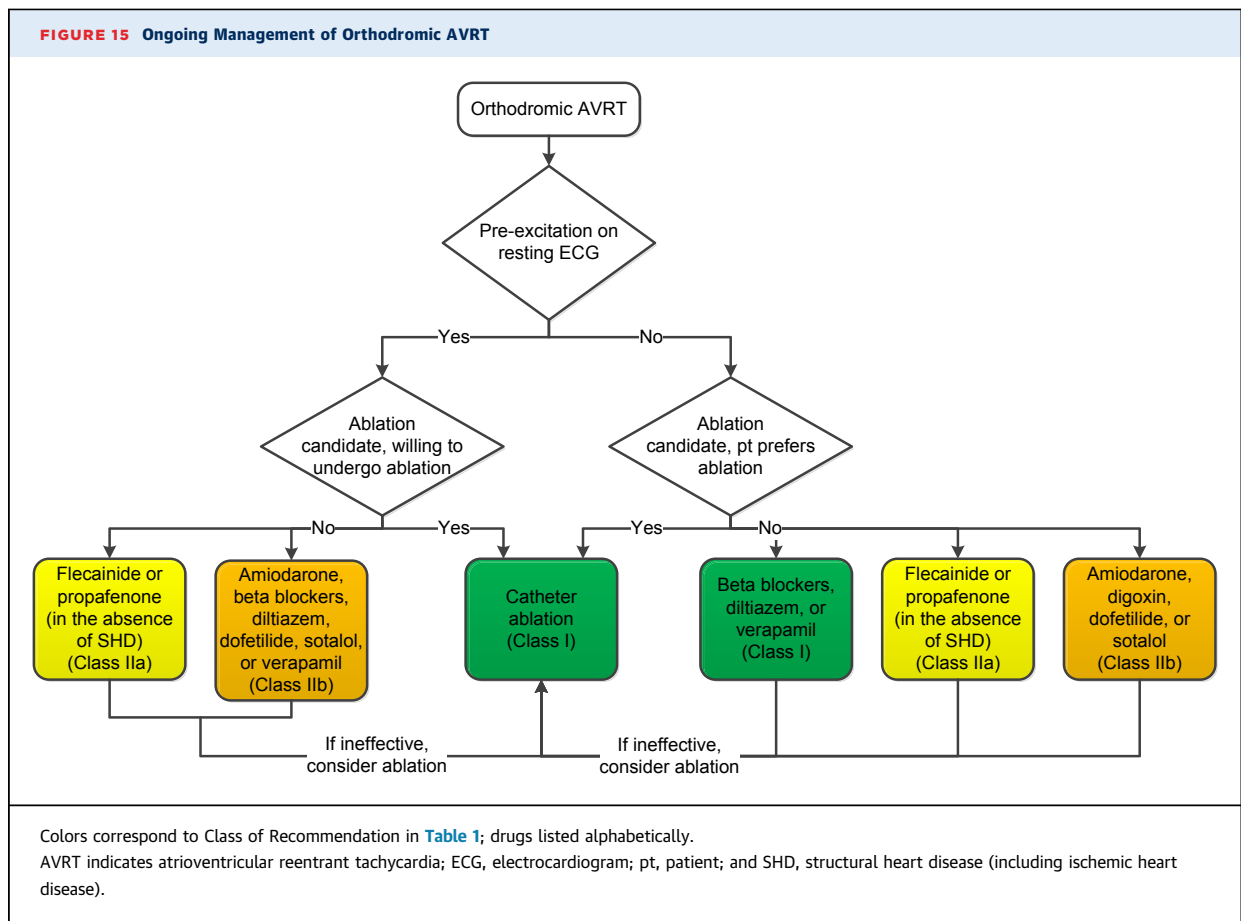 FIGURE 15 Ongoing Management of Orthodromic AVRT
Orthodromic AVRT
Pre-excitation on
resting ECG
Yes
No
Ablation
candidate, willing to
undergo ablation
Ablation
candidate, pt prefers
ablation
No
Yes
Yes
No
Flecainide or
propafenone
(in the absence
of SHD)
(Class IIa)
Amiodarone,
beta blockers,
diltiazem,
dofetilide, sotalol,
or verapamil
(Class IIb)
Catheter
ablation
(Class I)
Beta blockers,
diltiazem, or
verapamil
(Class I)
Flecainide or
propafenone
(in the absence
of SHD)
(Class IIa)
Amiodarone,
digoxin,
dofetilide, or
sotalol
(Class IIb)
If ineffective,
consider ablation
If ineffective,
consider ablation
Colors correspond to Class of Recommendation in Table 1; drugs listed alphabetically.
AVRT indicates atrioventricular reentrant tachycardia; ECG, electrocardiogram; pt, patient; and SHD, structural heart disease (including ischemic heart
disease).